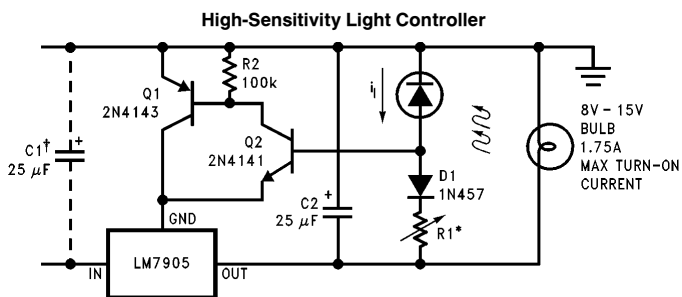 High-Sensitivity Light Controller
R2
100k
Q1
2N4143
Q2
2N4141
C1† +
25 μF
i_l
8V – 15V
BULB
1.75A
MAX TURN-ON
CURRENT
D1
1N457
C2 +
25 μF
R1*
GND
IN
LM7905
OUT